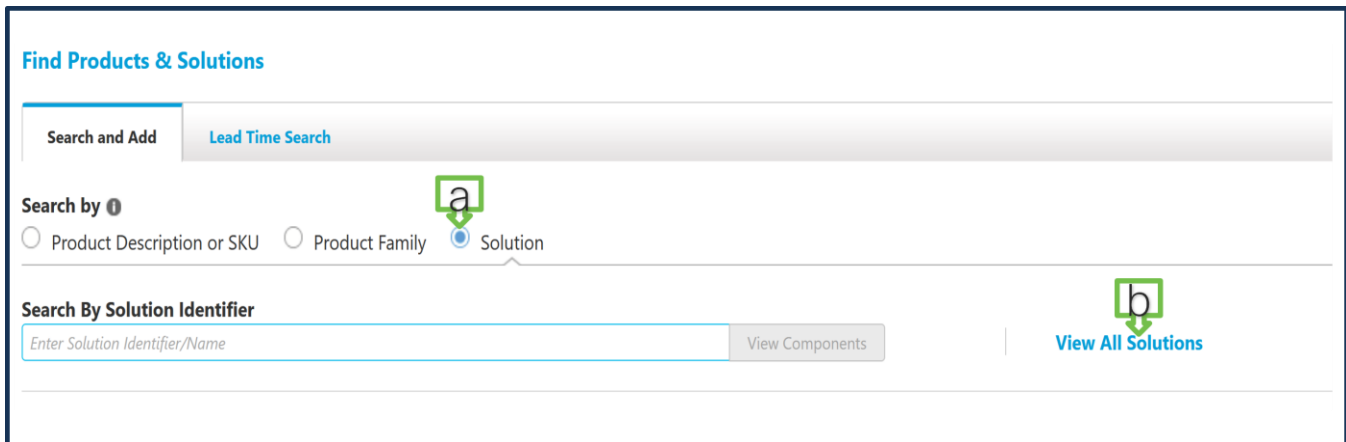 Find Products & Solutions
Search and Add Lead Time Search
a
Search by i
Product Description or SKU Product Family Solution
b
Search By Solution Identifier
Enter Solution Identifier/Name View Components View All Solutions